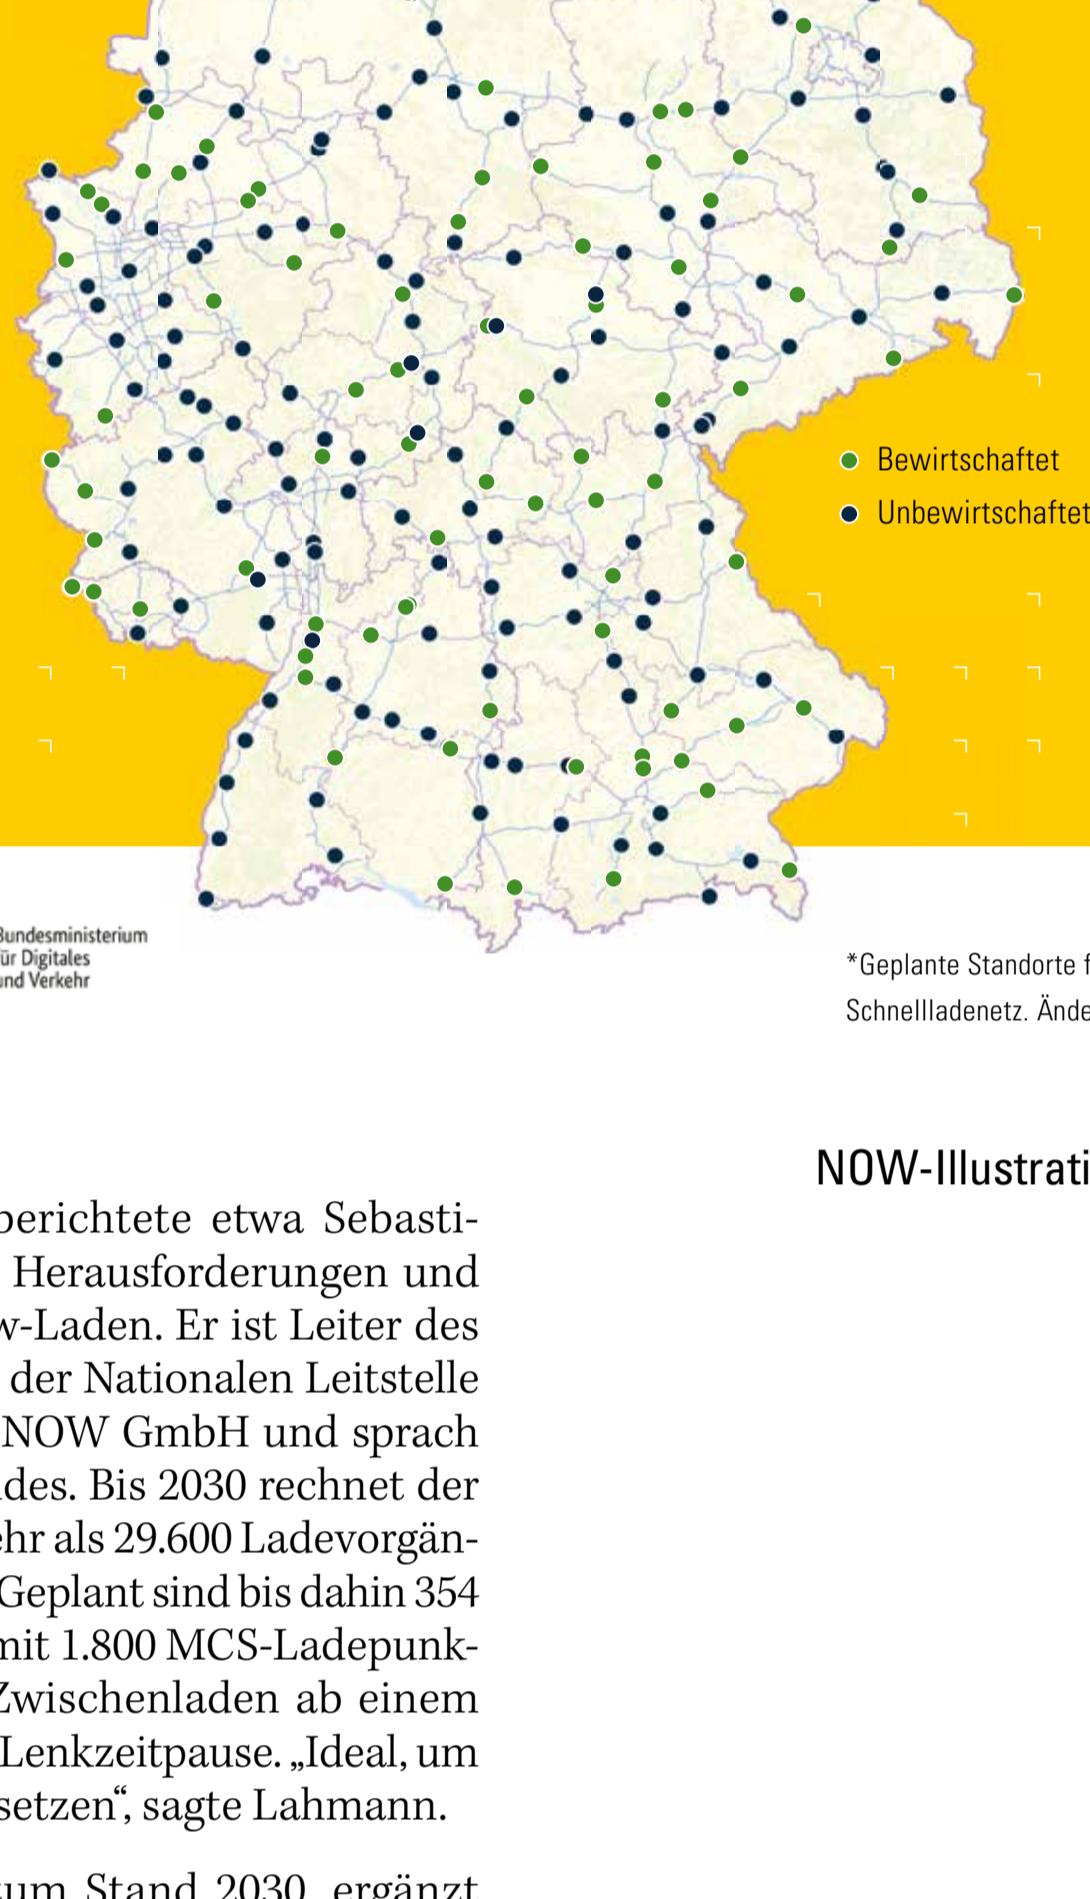 Bewirtschaftet
Unbewirtschaftet
Bundesministerium
für Digitales
und Verkehr
*Geplante Standorte f
Schnellladenetz. Ände
NOW-Illustrati
berichtete etwa Sebasti-
Herausforderungen und
w-Laden. Er ist Leiter des
der Nationalen Leitstelle
NOW GmbH und sprach
des. Bis 2030 rechnet der
ehr als 29.600 Ladevorgän-
Geplant sind bis dahin 354
mit 1.800 MCS-Ladepunk-
Zwischenladen ab einem
Lenkzeitpause. „Ideal, um
setzen“, sagte Lahmann.
zum Stand 2030, ergänzt